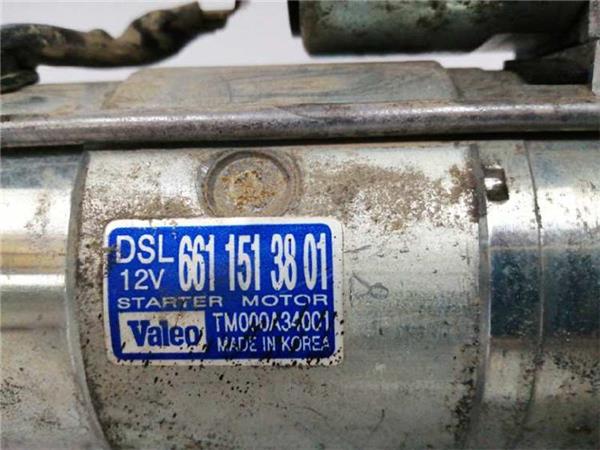 DSL 661 151 38 01
12V
STARTER MOTOR
Valeo TM000A34001
MADE IN KOREA